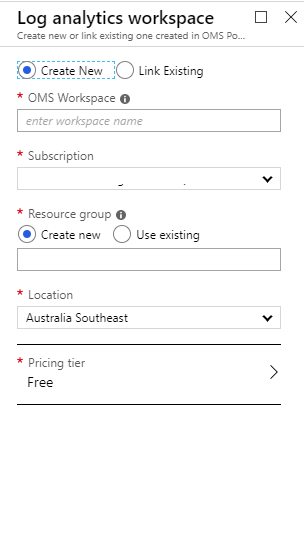 Log analytics workspace
Create new or link existing one created in OMS Po...
Create New Link Existing
* OMS Workspace
enter workspace name
* Subscription
* Resource group
Create new Use existing
* Location
Australia Southeast
* Pricing tier
Free